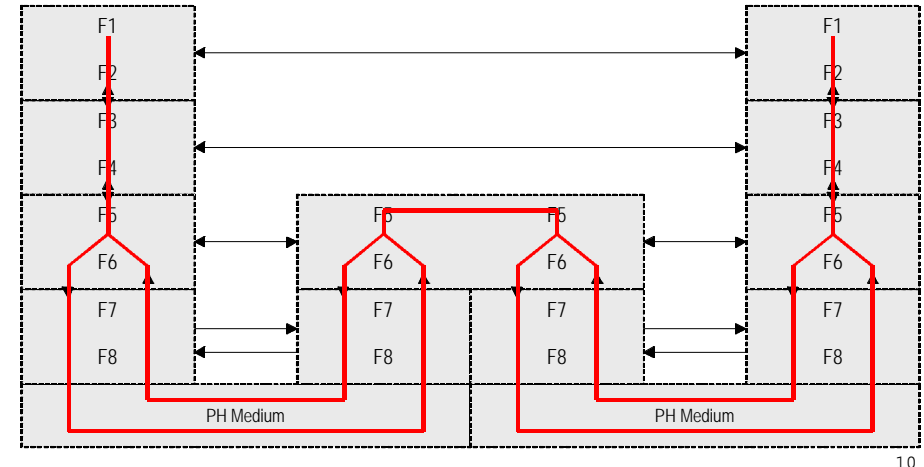 F1 F1
F2 F2
F3 F3
F4 F4
F5 F5 F5 F5
F6 F6 F6 F6
F7 F7 F7 F7
F8 F8 F8 F8
PH Medium PH Medium
10